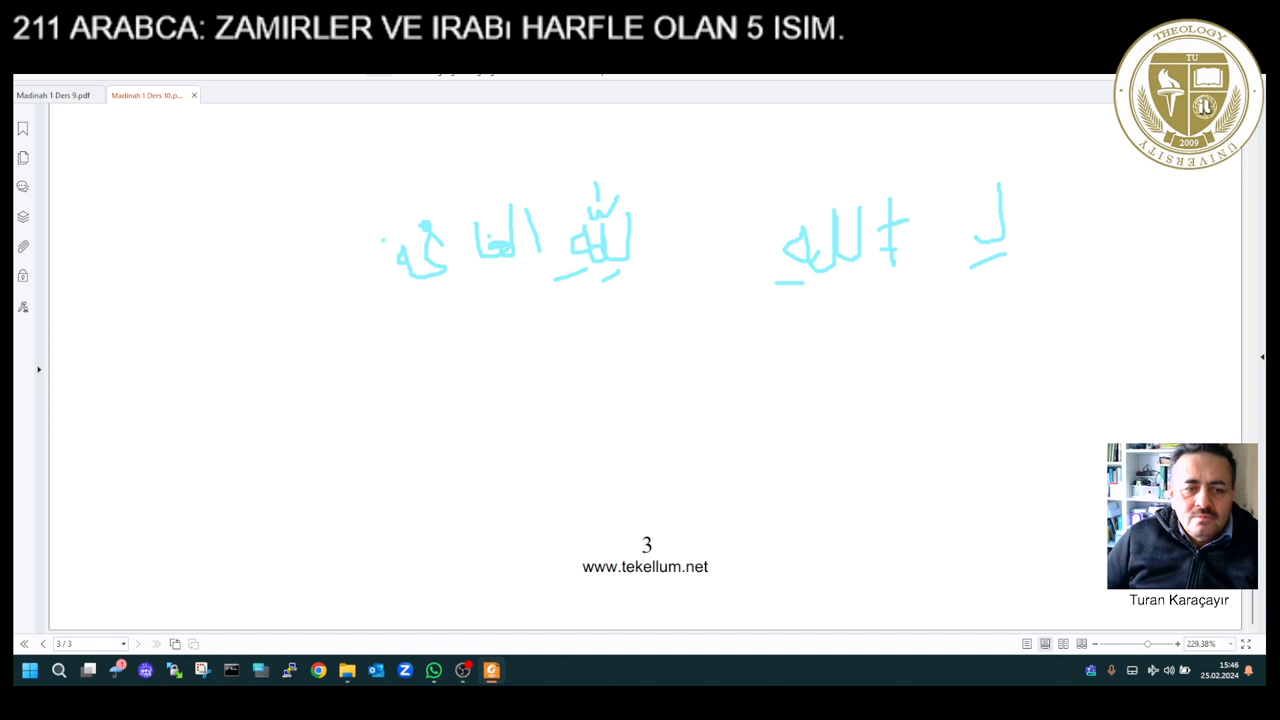 211 ARABCA: ZAMIRLER VE IRABı HARFLE OLAN 5 ISIM.
THEOLOGY
TU
2009
UNIVERSITY
Madinah 1 Ders 9.pdf
Madinah 1 Ders 10.p...
لِ الله
لِلّٰهِ
3
www.tekellum.net
Turan Karaçayır
3 / 3
229.38%
15:46
25.02.2024